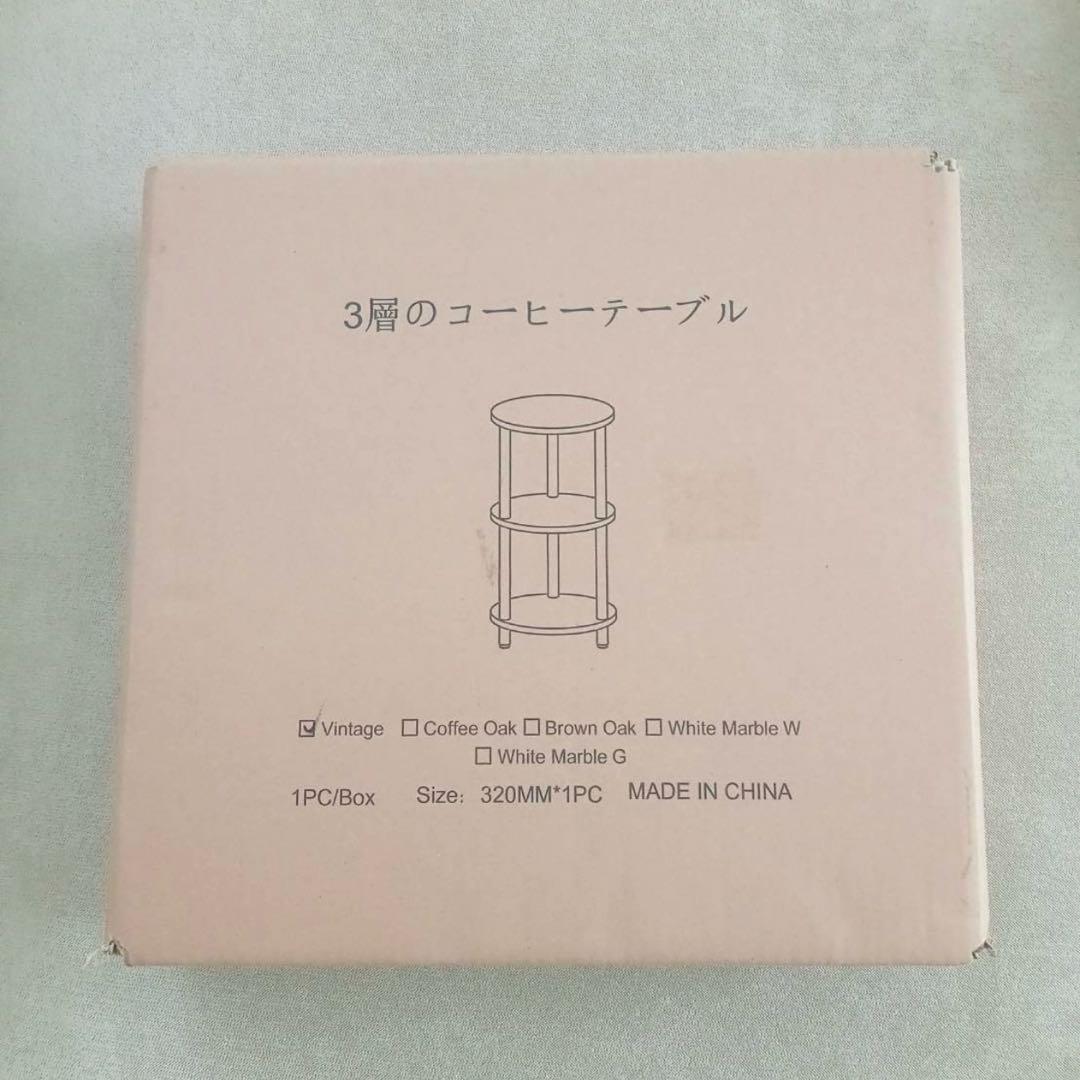 3層のコーヒーテーブル
☑Vintage ☐Coffee Oak ☐Brown Oak ☐White Marble W
☐White Marble G
1PC/Box Size: 320MM*1PC MADE IN CHINA